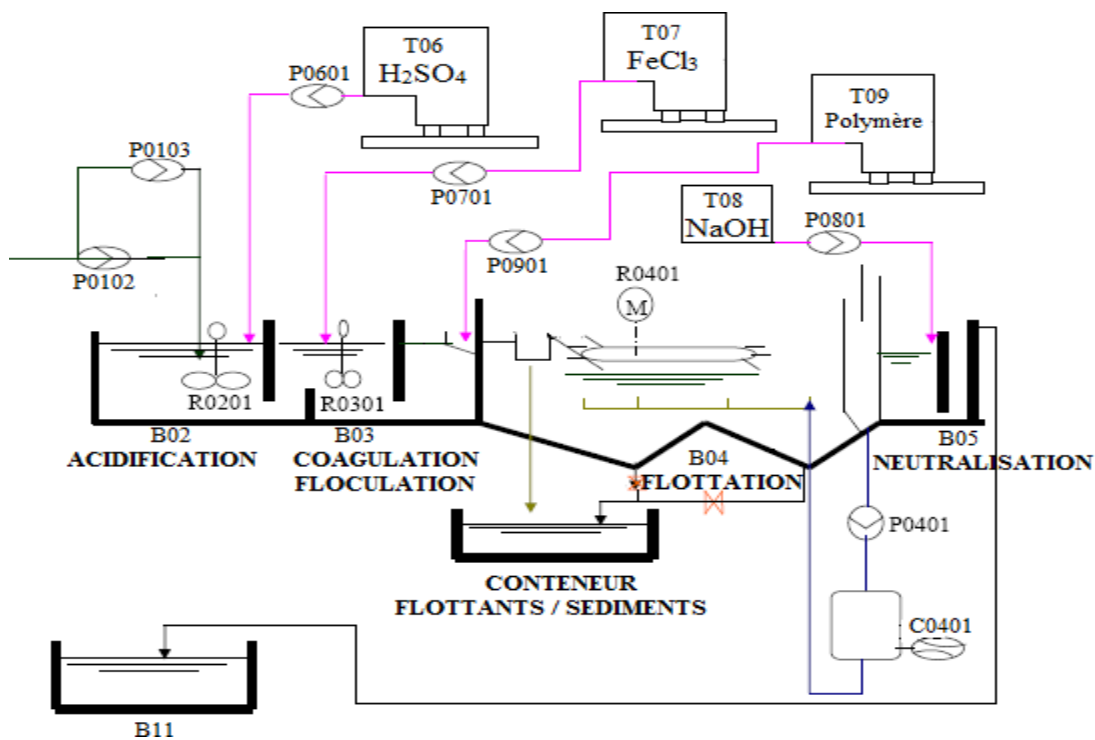 T06
H₂SO₄
P0601
T07
FeCl₃
T09
Polymère
P0103
P0701
T08
NaOH
P0801
P0901
P0102
R0401
M
R0201
R0301
B02
ACIDIFICATION
B03
COAGULATION
FLOCULATION
B04
FLOTTATION
B05
NEUTRALISATION
P0401
CONTENEUR
FLOTTANTS / SEDIMENTS
C0401
B11